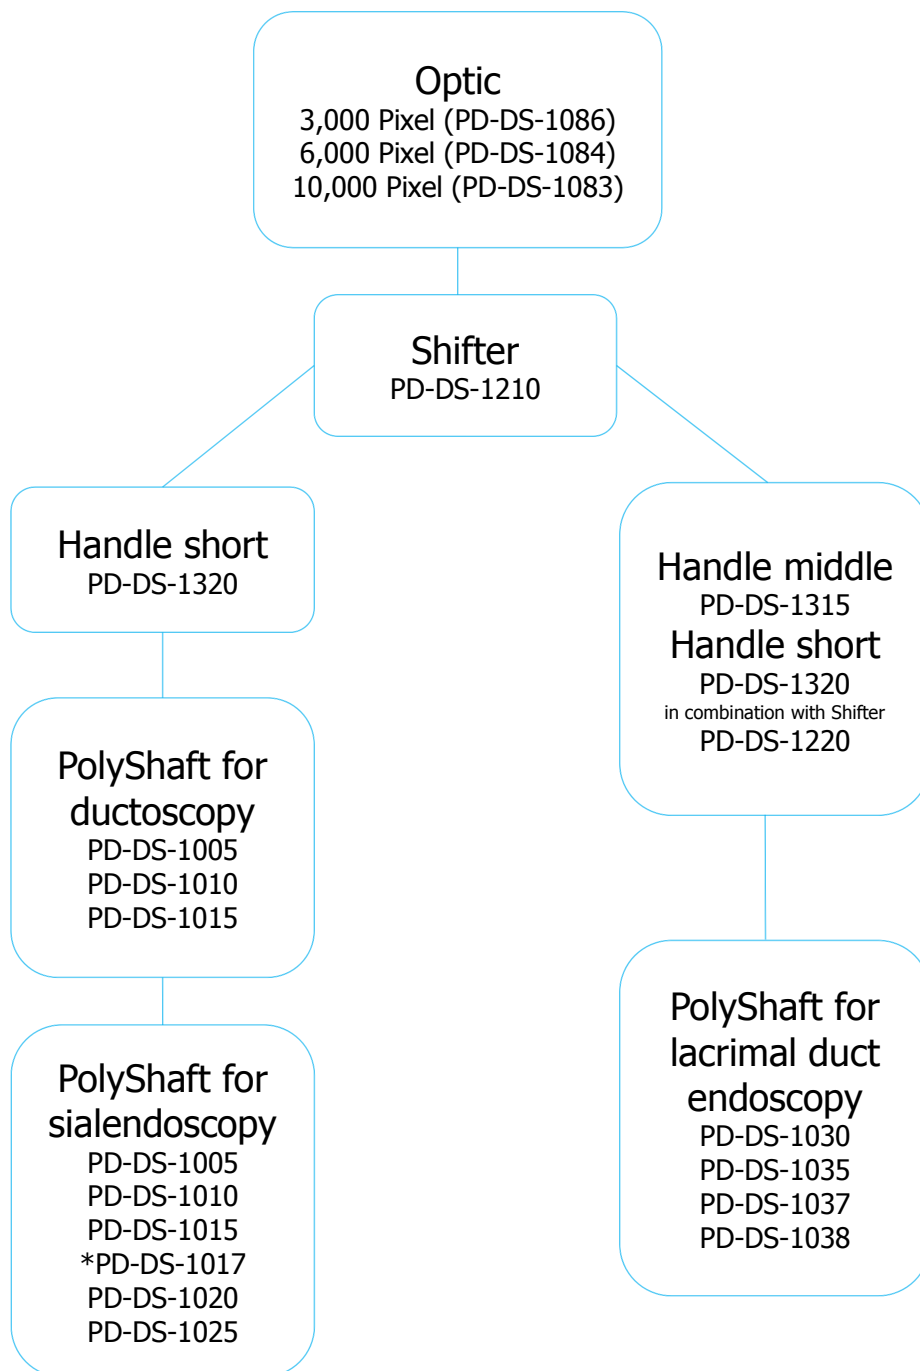 Optic
3,000 Pixel (PD-DS-1086)
6,000 Pixel (PD-DS-1084)
10,000 Pixel (PD-DS-1083)
Shifter
PD-DS-1210
Handle short
PD-DS-1320
PolyShaft for
ductoscopy
PD-DS-1005
PD-DS-1010
PD-DS-1015
PolyShaft for
sialendoscopy
PD-DS-1005
PD-DS-1010
PD-DS-1015
*PD-DS-1017
PD-DS-1020
PD-DS-1025
Handle middle
PD-DS-1315
Handle short
PD-DS-1320
in combination with Shifter
PD-DS-1220
PolyShaft for
lacrimal duct
endoscopy
PD-DS-1030
PD-DS-1035
PD-DS-1037
PD-DS-1038